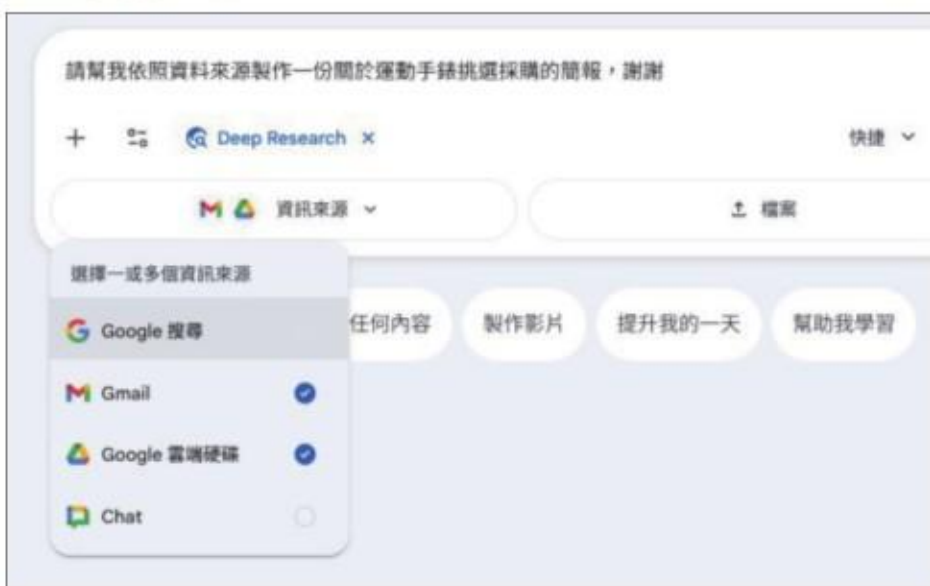 請幫我依照資料來源製作一份關於運動手錶挑選採購的簡報，謝謝
Deep Research ×
快捷
資訊來源
檔案
選擇一或多個資訊來源
Google 搜尋
任何內容
製作影片
提升我的一天
幫助我學習
Gmail
Google 雲端硬碟
Chat